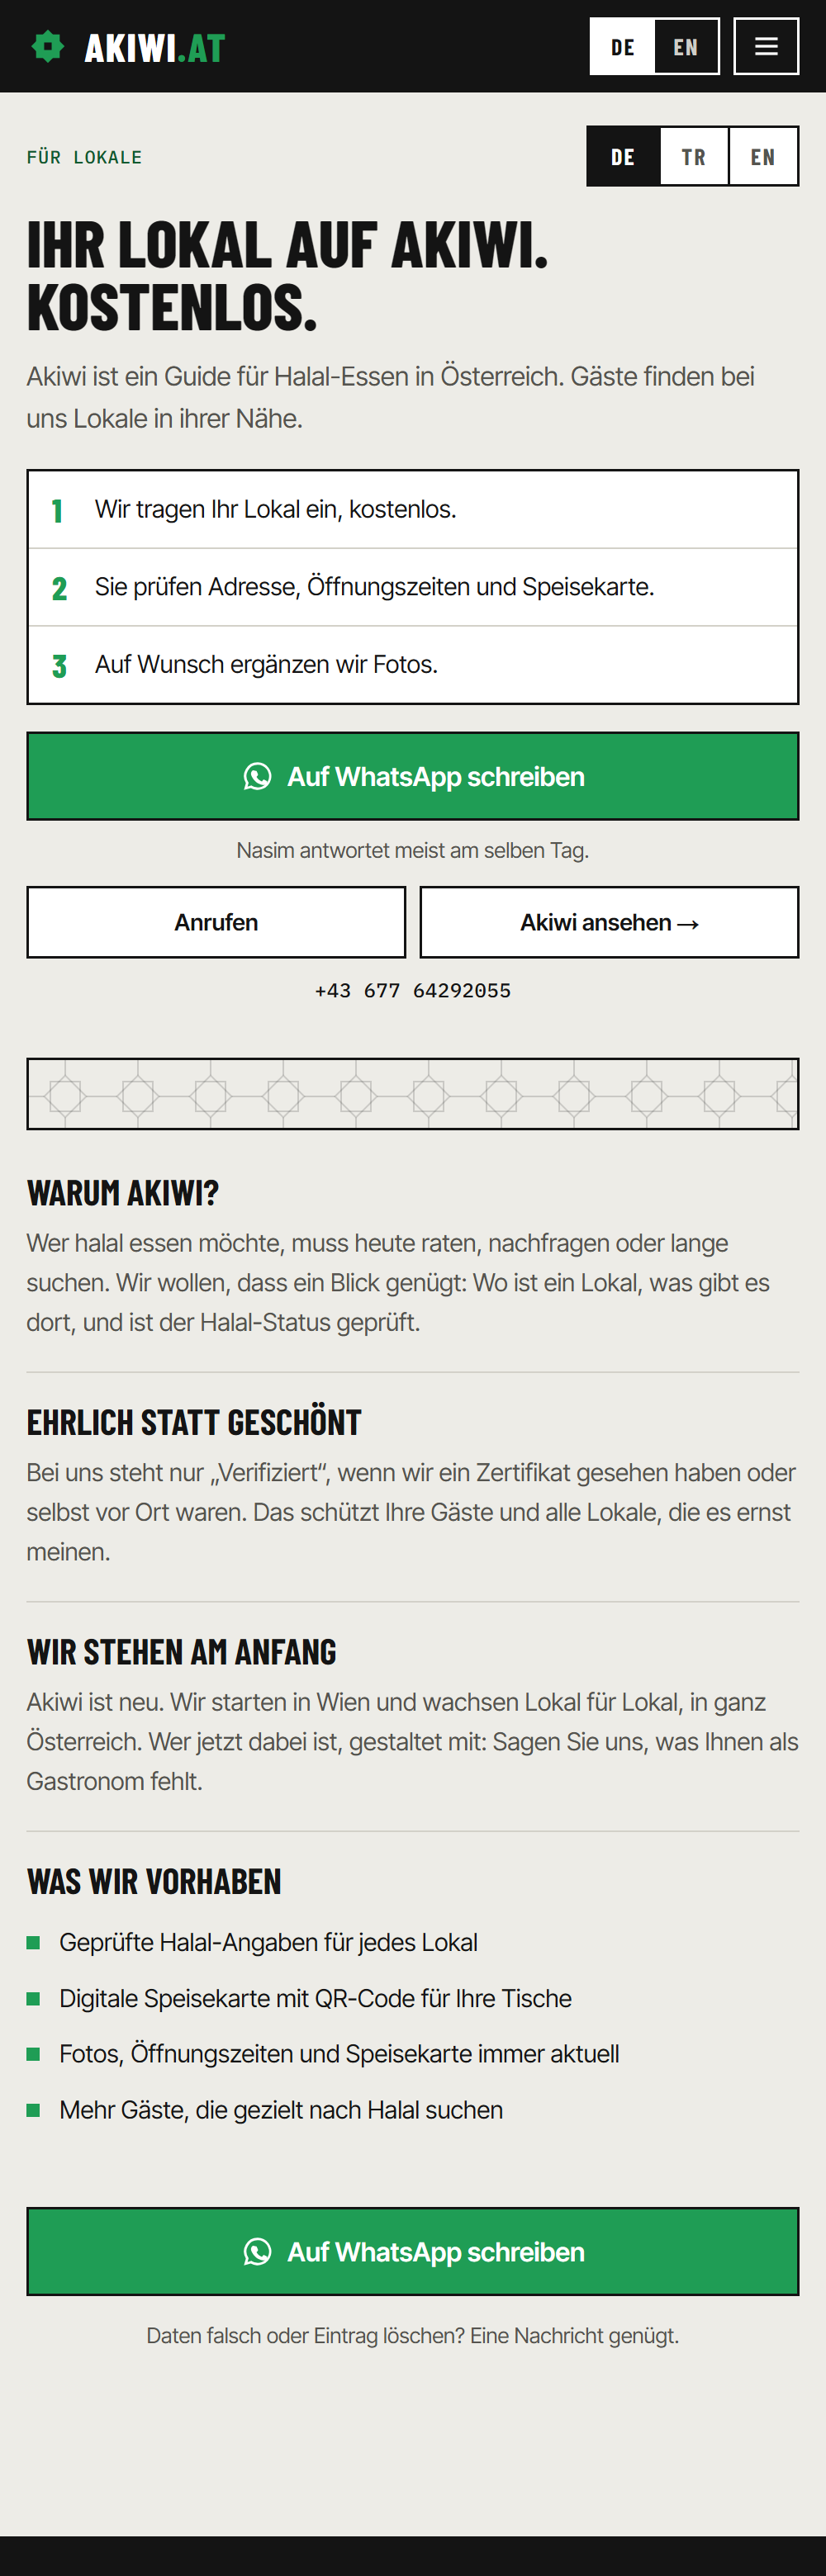 AKIWI.AT
DE EN
FÜR LOKALE
DE TR EN
IHR LOKAL AUF AKIWI.
KOSTENLOS.
Akiwi ist ein Guide für Halal-Essen in Österreich. Gäste finden bei
uns Lokale in ihrer Nähe.
1 Wir tragen Ihr Lokal ein, kostenlos.
2 Sie prüfen Adresse, Öffnungszeiten und Speisekarte.
3 Auf Wunsch ergänzen wir Fotos.
Auf WhatsApp schreiben
Nasim antwortet meist am selben Tag.
Anrufen
Akiwi ansehen →
+43 677 64292055
WARUM AKIWI?
Wer halal essen möchte, muss heute raten, nachfragen oder lange
suchen. Wir wollen, dass ein Blick genügt: Wo ist ein Lokal, was gibt es
dort, und ist der Halal-Status geprüft.
EHRLICH STATT GESCHÖNT
Bei uns steht nur „Verifiziert“, wenn wir ein Zertifikat gesehen haben oder
selbst vor Ort waren. Das schützt Ihre Gäste und alle Lokale, die es ernst
meinen.
WIR STEHEN AM ANFANG
Akiwi ist neu. Wir starten in Wien und wachsen Lokal für Lokal, in ganz
Österreich. Wer jetzt dabei ist, gestaltet mit: Sagen Sie uns, was Ihnen als
Gastronom fehlt.
WAS WIR VORHABEN
Geprüfte Halal-Angaben für jedes Lokal
Digitale Speisekarte mit QR-Code für Ihre Tische
Fotos, Öffnungszeiten und Speisekarte immer aktuell
Mehr Gäste, die gezielt nach Halal suchen
Auf WhatsApp schreiben
Daten falsch oder Eintrag löschen? Eine Nachricht genügt.